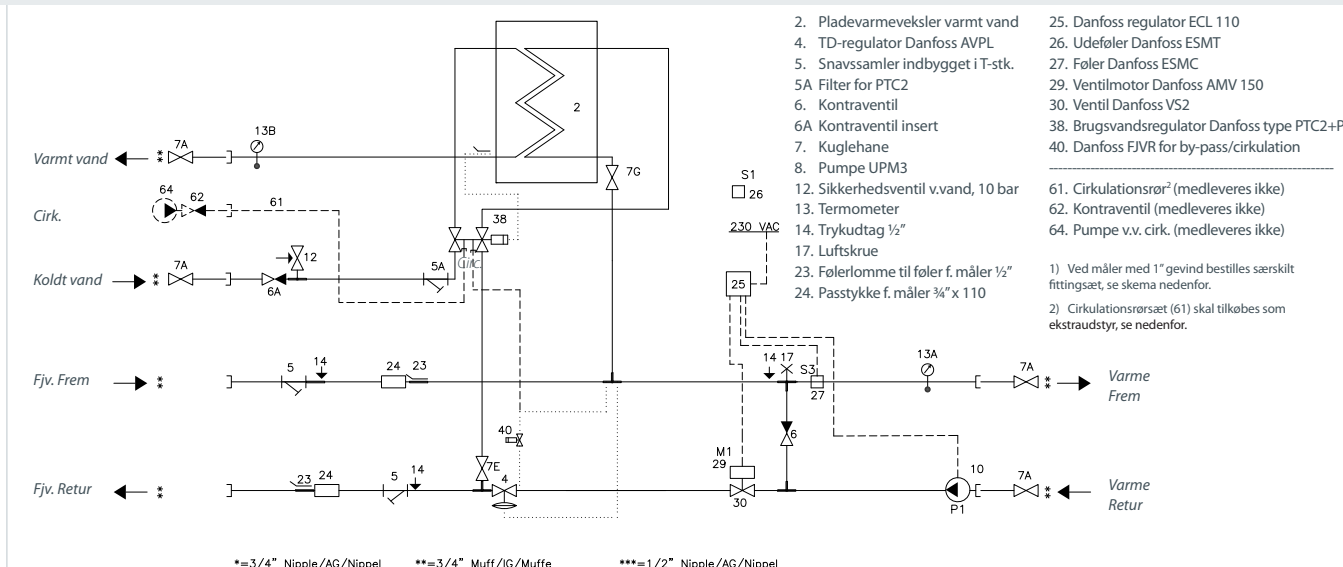 2. Pladevarmeveksler varmt vand
4. TD-regulator Danfoss AVPL
5. Snavssamler indbygget i T-stk.
5A Filter for PTC2
6. Kontraventil
6A Kontraventil insert
7. Kuglehane
8. Pumpe UPM3
12. Sikkerhedsventil v.vand, 10 bar
13. Termometer
14. Trykudtag ½"
17. Luftskrue
23. Følerlomme til føler f. måler ½"
24. Passtykke f. måler ¾" x 110
25. Danfoss regulator ECL 110
26. Udeføler Danfoss ESMT
27. Føler Danfoss ESMC
29. Ventilmotor Danfoss AMV 150
30. Ventil Danfoss VS2
38. Brugsvandsregulator Danfoss type PTC2+P
40. Danfoss FJVR for by-pass/cirkulation
61. Cirkulationsrør² (medleveres ikke)
62. Kontraventil (medleveres ikke)
64. Pumpe v.v. cirk. (medleveres ikke)
1) Ved måler med 1" gevind bestilles særskilt
fittingsæt, se skema nedenfor.
2) Cirkulationsrørsæt (61) skal tilkøbes som
ekstraudstyr, se nedenfor.
2
13B
7A
Varmt vand
**
7G
S1
26
64
62
61
Cirk.
38
230 VAC
12
Circ.
7A
5A
Koldt vand
**
6A
25
5
14
24
23
14 17
S3
13A
7A
Fjv. Frem
**
27
**
Varme
Frem
40
6
M1
29
7E
23
24
5
14
4
10
7A
Fjv. Retur
**
30
P1
**
Varme
Retur
*=3/4" Nipple/AG/Nippel
**=3/4" Muff/IG/Muffe
***=1/2" Nipple/AG/Nippel